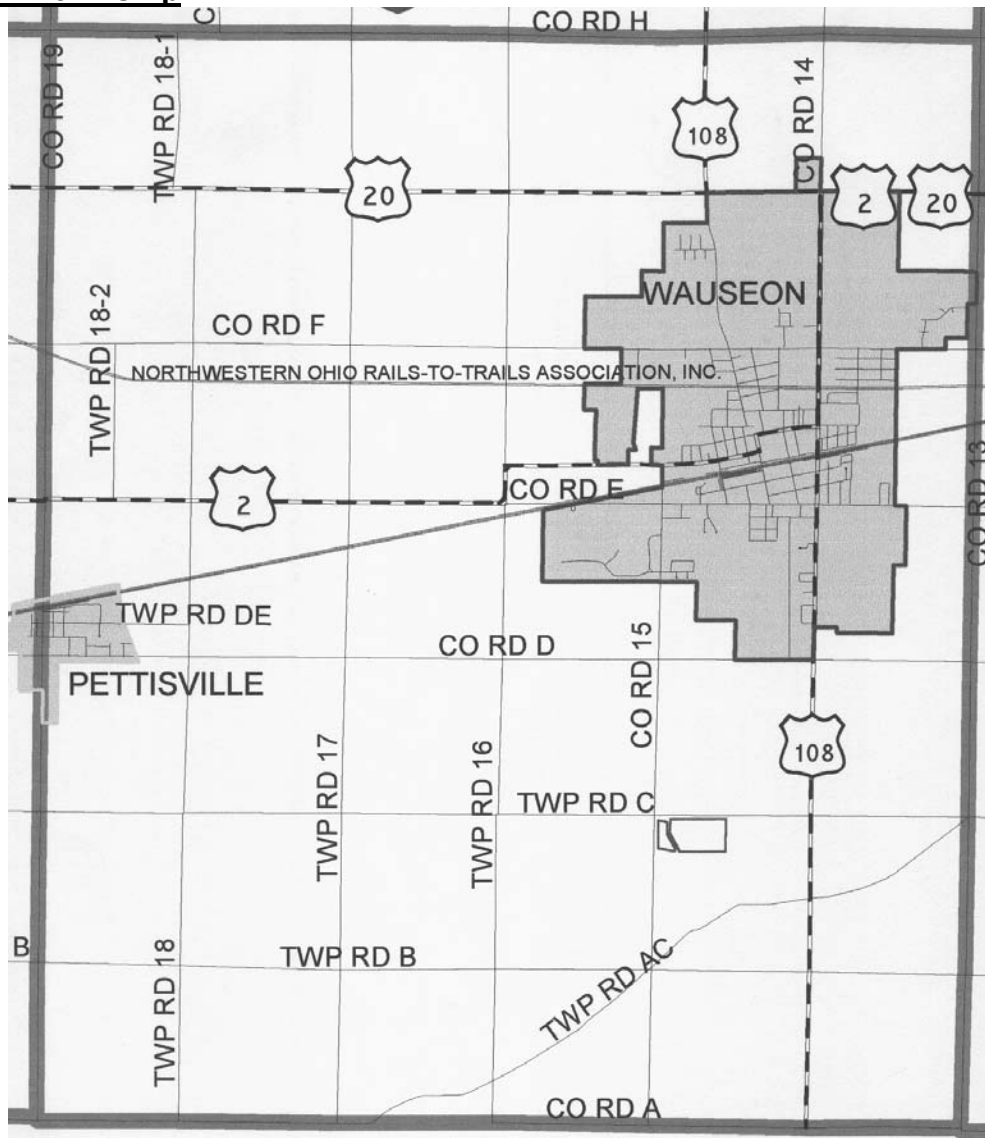 C
CO RD H
CO RD 19
TWP RD 18-1
108
CO RD 14
20
2
20
WAUSEON
TWP RD 18-2
CO RD F
NORTHWESTERN OHIO RAILS-TO-TRAILS ASSOCIATION, INC.
2
CO RD E
CO RD 13
TWP RD DE
CO RD D
CO RD 15
PETTISVILLE
108
TWP RD 17
TWP RD 16
TWP RD C
B
TWP RD 18
TWP RD B
TWP RD AC
CO RD A